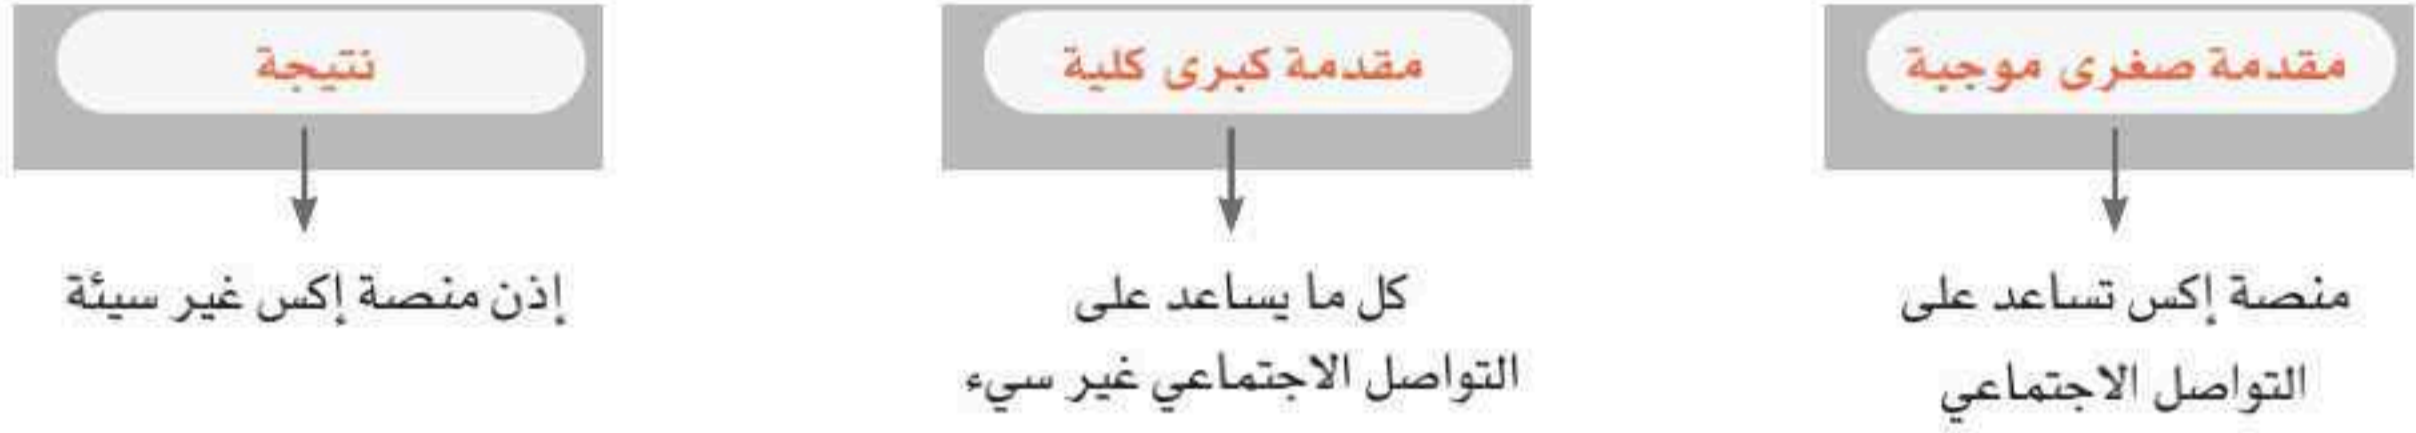 مقدمة صغرى موجبة
منصة إكس تساعد على
التواصل الاجتماعي
مقدمة كبرى كلية
كل ما يساعد على
التواصل الاجتماعي غير سيء
نتيجة
إذن منصة إكس غير سيئة